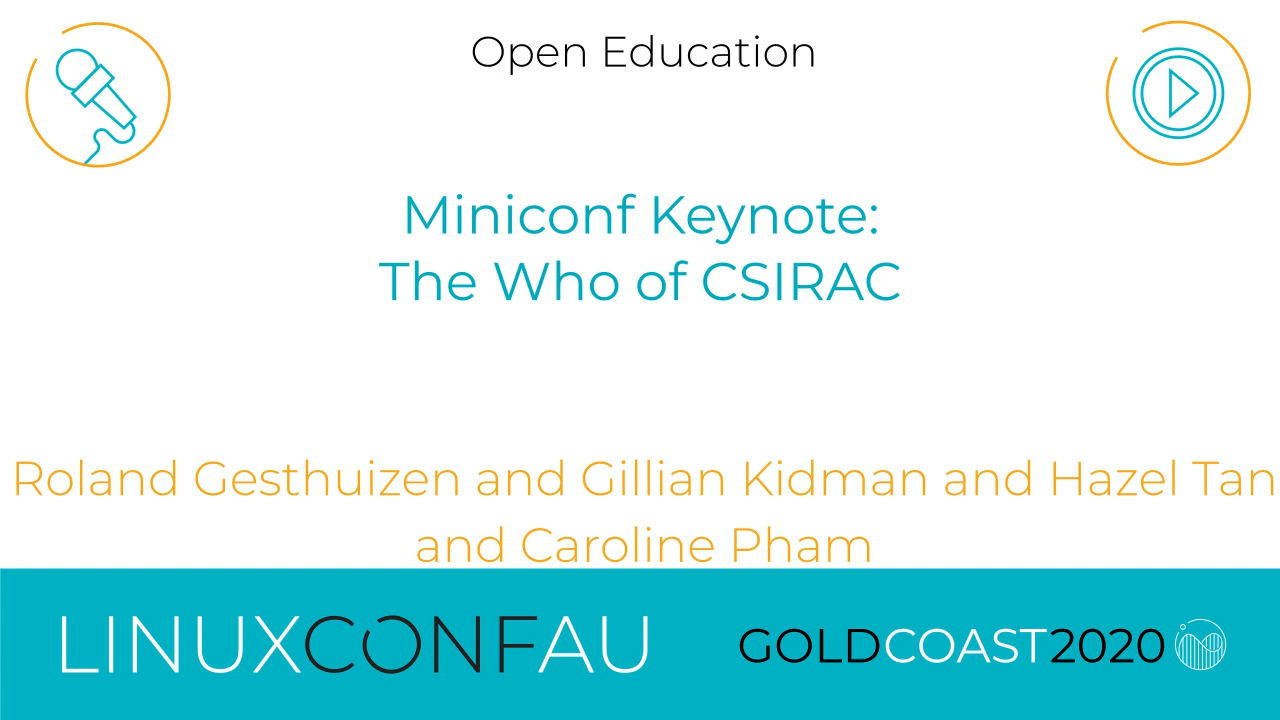 Open Education
Miniconf Keynote:
The Who of CSIRAC
Roland Gesthuizen and Gillian Kidman and Hazel Tan
and Caroline Pham
LINUXCONFAU
GOLDCOAST2020